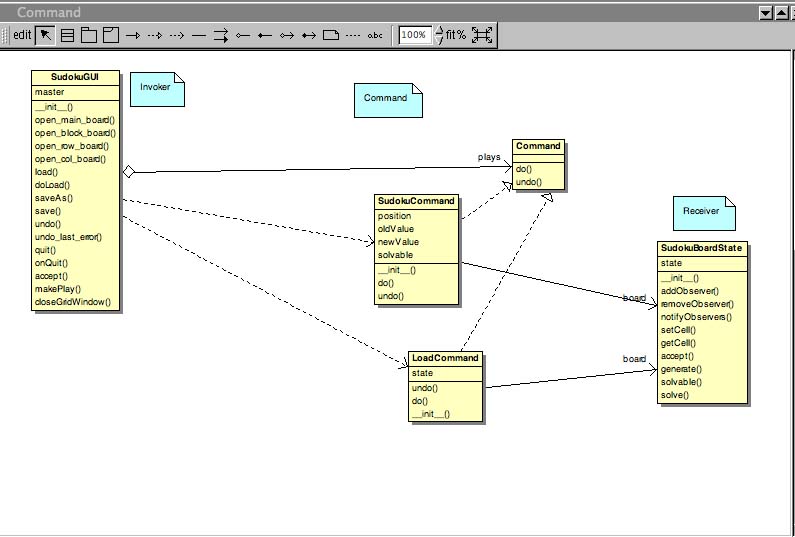 Command
edit
abc
100%
fit%
SudokuGUI
master
__init__()
open_main_board()
open_block_board()
open_row_board()
open_col_board()
load()
doLoad()
saveAs()
save()
undo()
undo_last_error()
quit()
onQuit()
accept()
makePlay()
closeGridWindow()
Invoker
Command
plays
Command
do()
undo()
SudokuCommand
position
oldValue
newValue
solvable
__init__()
do()
undo()
Receiver
SudokuBoardState
state
__init__()
addObserver()
removeObserver()
notifyObservers()
setCell()
getCell()
accept()
generate()
solvable()
solve()
board
board
LoadCommand
state
undo()
do()
__init__()